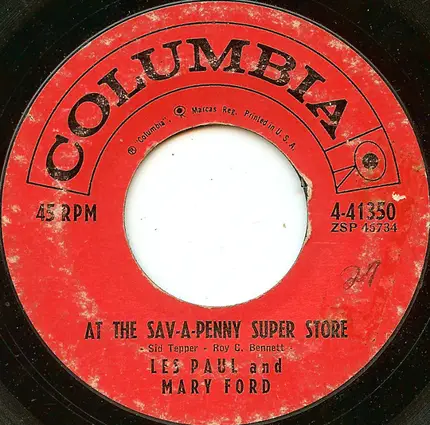 COLUMBIA
® "Columbia", Marcas Reg. Printed in U.S.A.
45 RPM
4-41350
ZSP 45734
29
AT THE SAV-A-PENNY SUPER STORE
- Sid Tepper - Roy C. Bennett -
LES PAUL and
MARY FORD